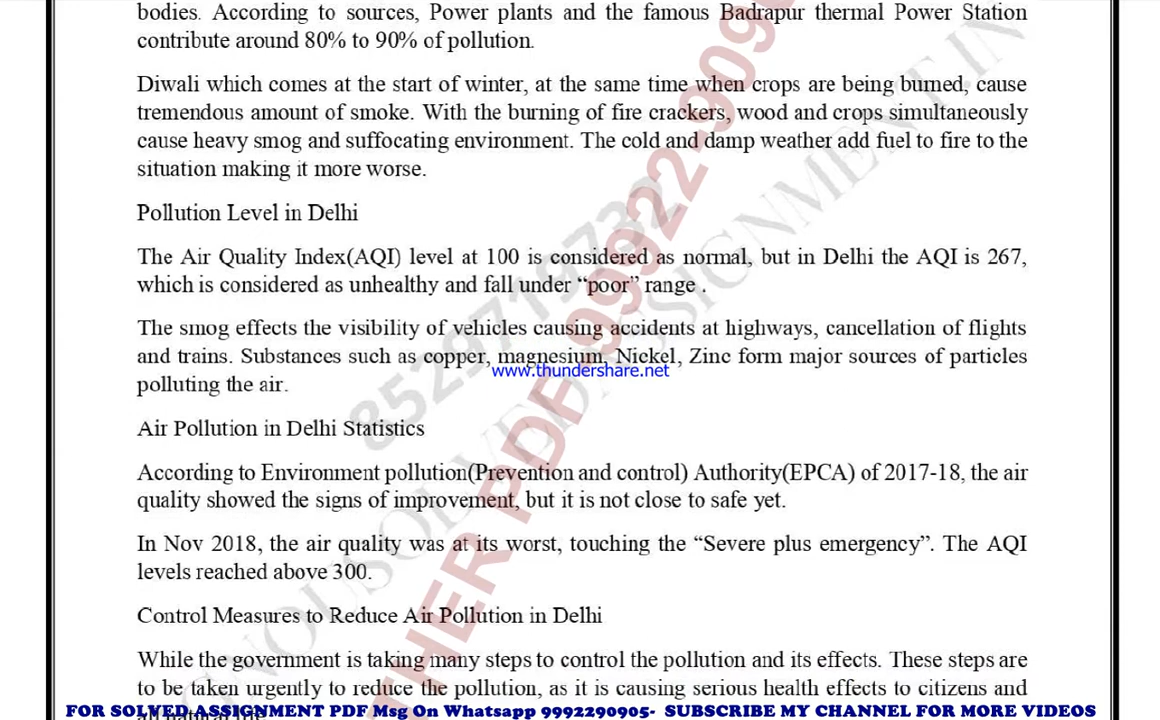 bodies. According to sources, Power plants and the famous Badrapur thermal Power Station
contribute around 80% to 90% of pollution.
Diwali which comes at the start of winter, at the same time when crops are being burned, cause
tremendous amount of smoke. With the burning of fire crackers, wood and crops simultaneously
cause heavy smog and suffocating environment. The cold and damp weather add fuel to fire to the
situation making it more worse.
Pollution Level in Delhi
The Air Quality Index(AQI) level at 100 is considered as normal, but in Delhi the AQI is 267,
which is considered as unhealthy and fall under “poor” range .
The smog effects the visibility of vehicles causing accidents at highways, cancellation of flights
and trains. Substances such as copper, magnesium, Nickel, Zinc form major sources of particles
www.thundershare.net
polluting the air.
Air Pollution in Delhi Statistics
According to Environment pollution(Prevention and control) Authority(EPCA) of 2017-18, the air
quality showed the signs of improvement, but it is not close to safe yet.
In Nov 2018, the air quality was at its worst, touching the “Severe plus emergency”. The AQI
levels reached above 300.
Control Measures to Reduce Air Pollution in Delhi
While the government is taking many steps to control the pollution and its effects. These steps are
to be taken urgently to reduce the pollution, as it is causing serious health effects to citizens and
FOR SOLVED ASSIGNMENT PDF Msg On Whatsapp 9992290905- SUBSCRIBE MY CHANNEL FOR MORE VIDEOS
8529719732
THER PDF 9992-909
NOUSOLVEDASSIGNMENT.IN